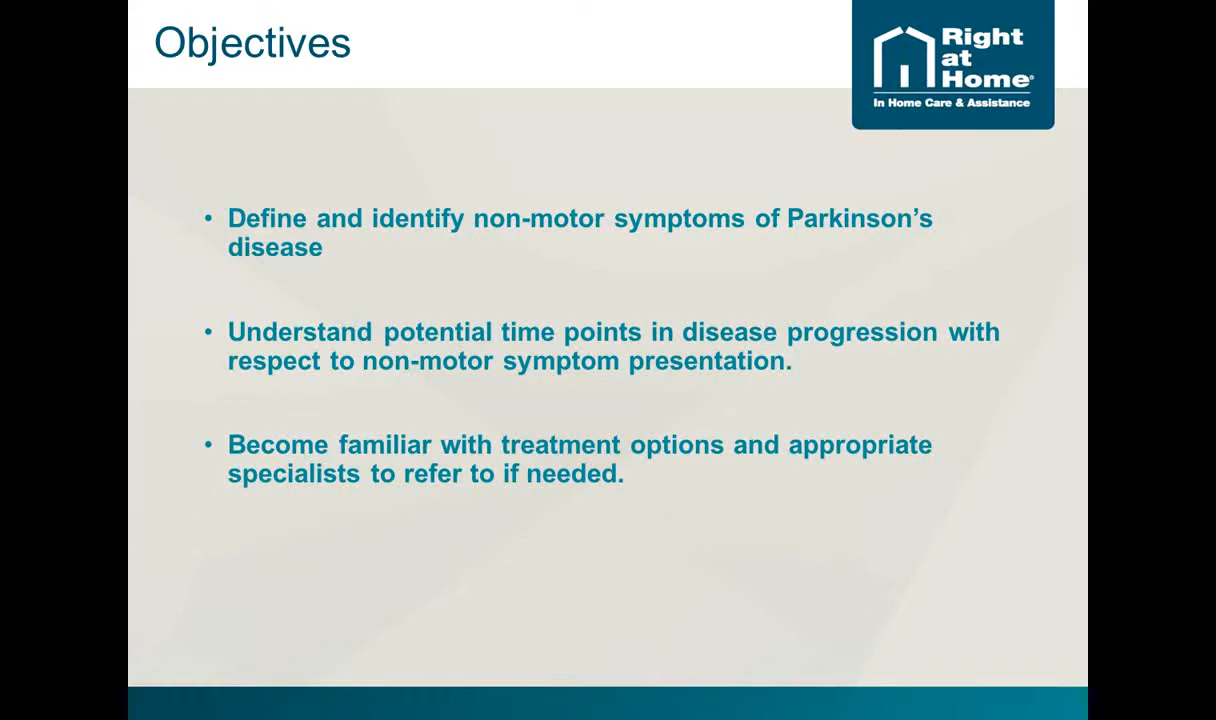 Objectives
Right
at
Home®
In Home Care & Assistance
• Define and identify non-motor symptoms of Parkinson’s
disease
• Understand potential time points in disease progression with
respect to non-motor symptom presentation.
• Become familiar with treatment options and appropriate
specialists to refer to if needed.